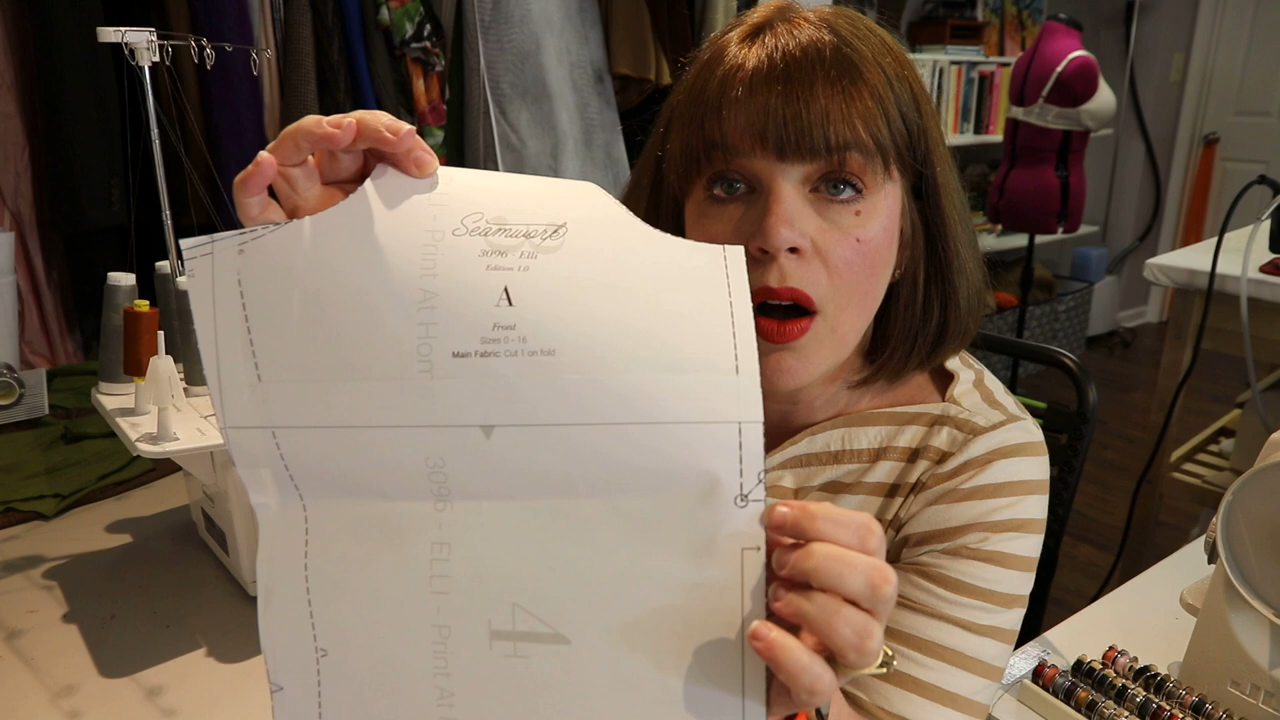 Seamwork
3096 - Elli
Edition 1.0
A
Front
Sizes 0 - 16
Main Fabric: Cut 1 on fold
I - Print At Hom
3096 - ELLI - Print At
4